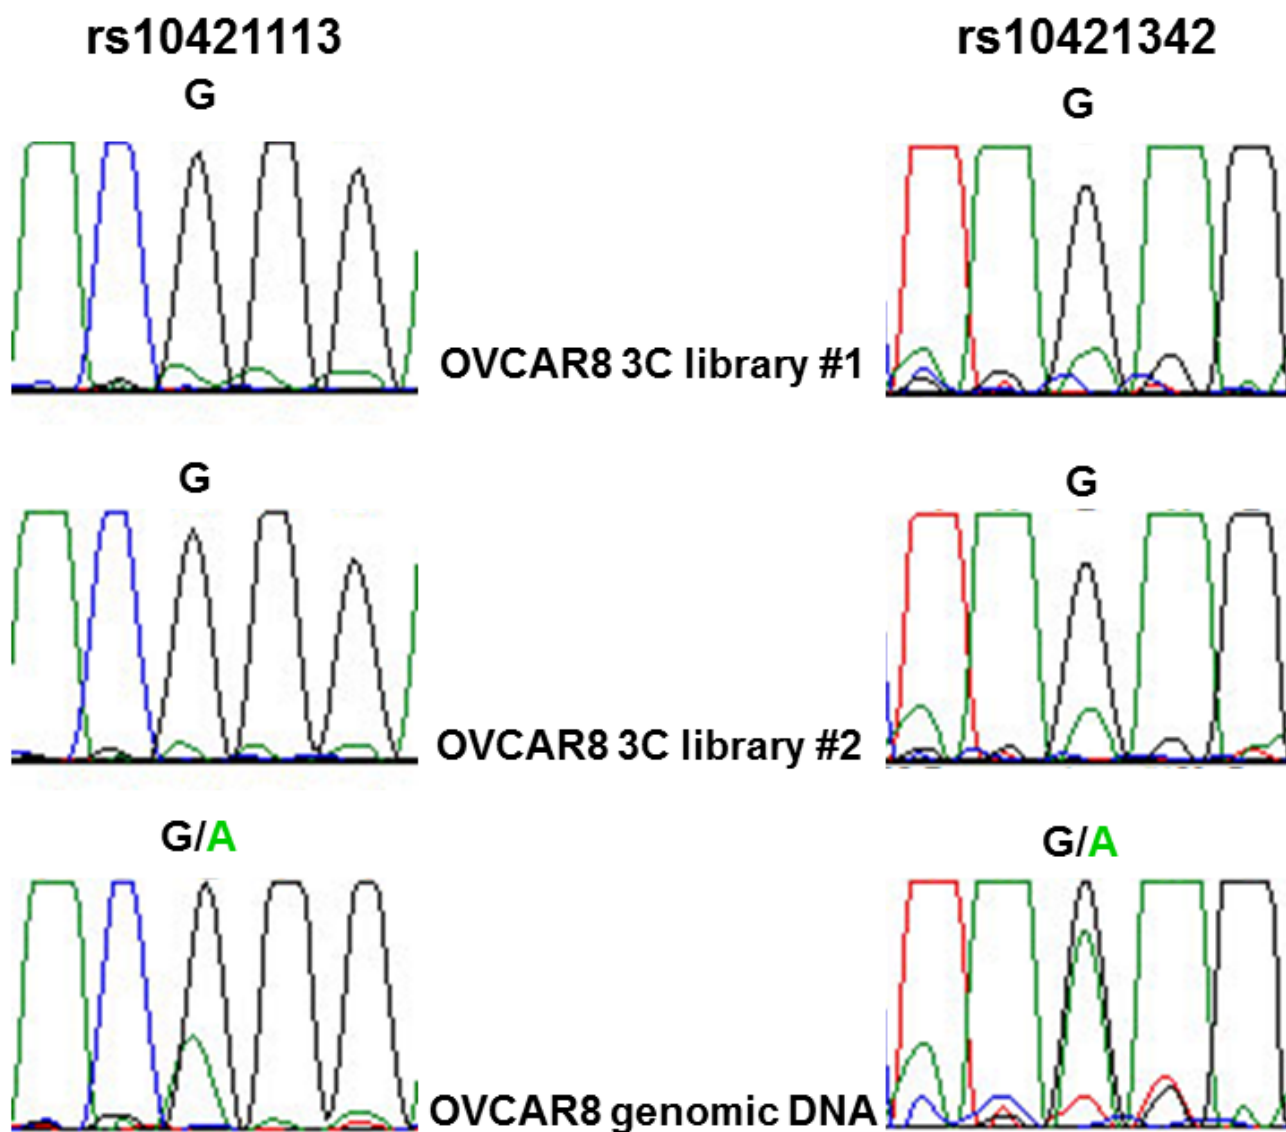 rs10421113
rs10421342
G
G
OVCAR8 3C library #1
G
G
OVCAR8 3C library #2
G/A
G/A
OVCAR8 genomic DNA